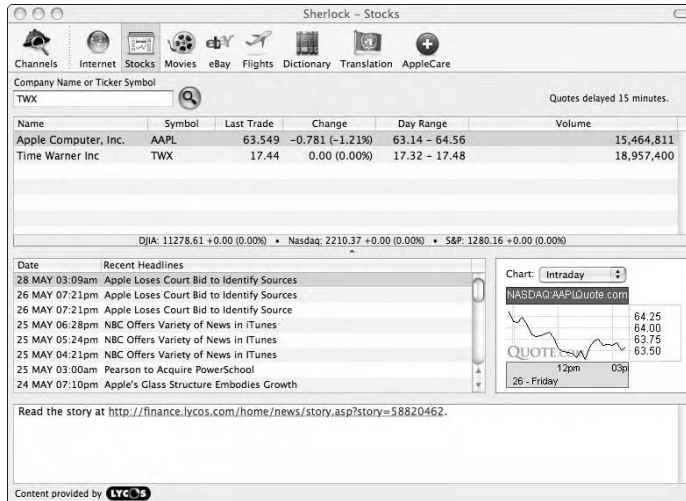 Sherlock – Stocks
Channels Internet Stocks Movies eBay Flights Dictionary Translation AppleCare
Company Name or Ticker Symbol
TWX
Quotes delayed 15 minutes.
Name Symbol Last Trade Change Day Range Volume
Apple Computer, Inc. AAPL 63.549 −0.781 (−1.21%) 63.14 – 64.56 15,464,811
Time Warner Inc TWX 17.44 0.00 (0.00%) 17.32 – 17.48 18,957,400
DJIA: 11278.61 +0.00 (0.00%) • Nasdaq: 2210.37 +0.00 (0.00%) • S&P: 1280.16 +0.00 (0.00%)
Date Recent Headlines
28 MAY 03:09am Apple Loses Court Bid to Identify Sources
26 MAY 07:21pm Apple Loses Court Bid to Identify Sources
26 MAY 07:21pm Apple Loses Court Bid to Identify Source
25 MAY 06:28pm NBC Offers Variety of News in iTunes
25 MAY 05:24pm NBC Offers Variety of News in ITunes
25 MAY 04:21pm NBC Offers Variety of News in ITunes
25 MAY 03:00am Pearson to Acquire PowerSchool
24 MAY 07:10pm Apple's Glass Structure Embodies Growth
Chart: Intraday
NASDAQ:AAPLQuote.com
64.25
64.00
63.75
63.50
12pm 03p
26 - Friday
Read the story at http://finance.lycos.com/home/news/story.asp?story=58820462.
Content provided by LYCOS